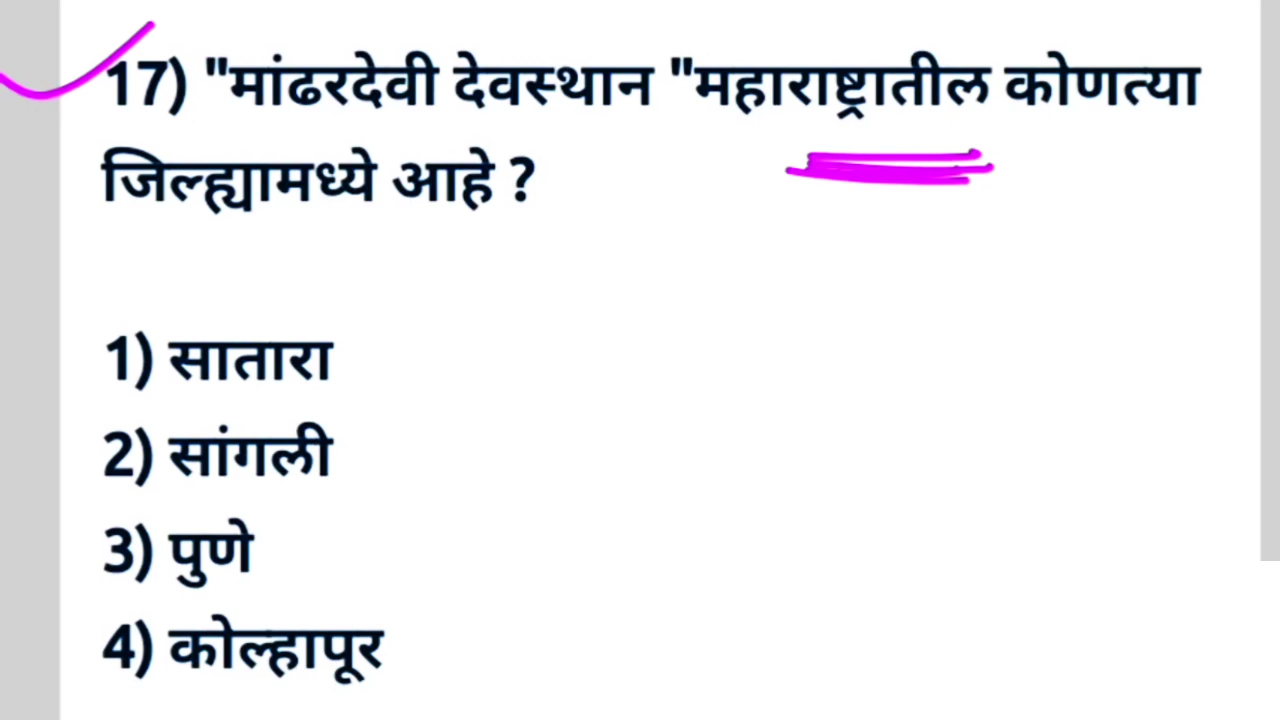 17) "मांढरदेवी देवस्थान "महाराष्ट्रातील कोणत्या
जिल्ह्यामध्ये आहे ?
1) सातारा
2) सांगली
3) पुणे
4) कोल्हापूर